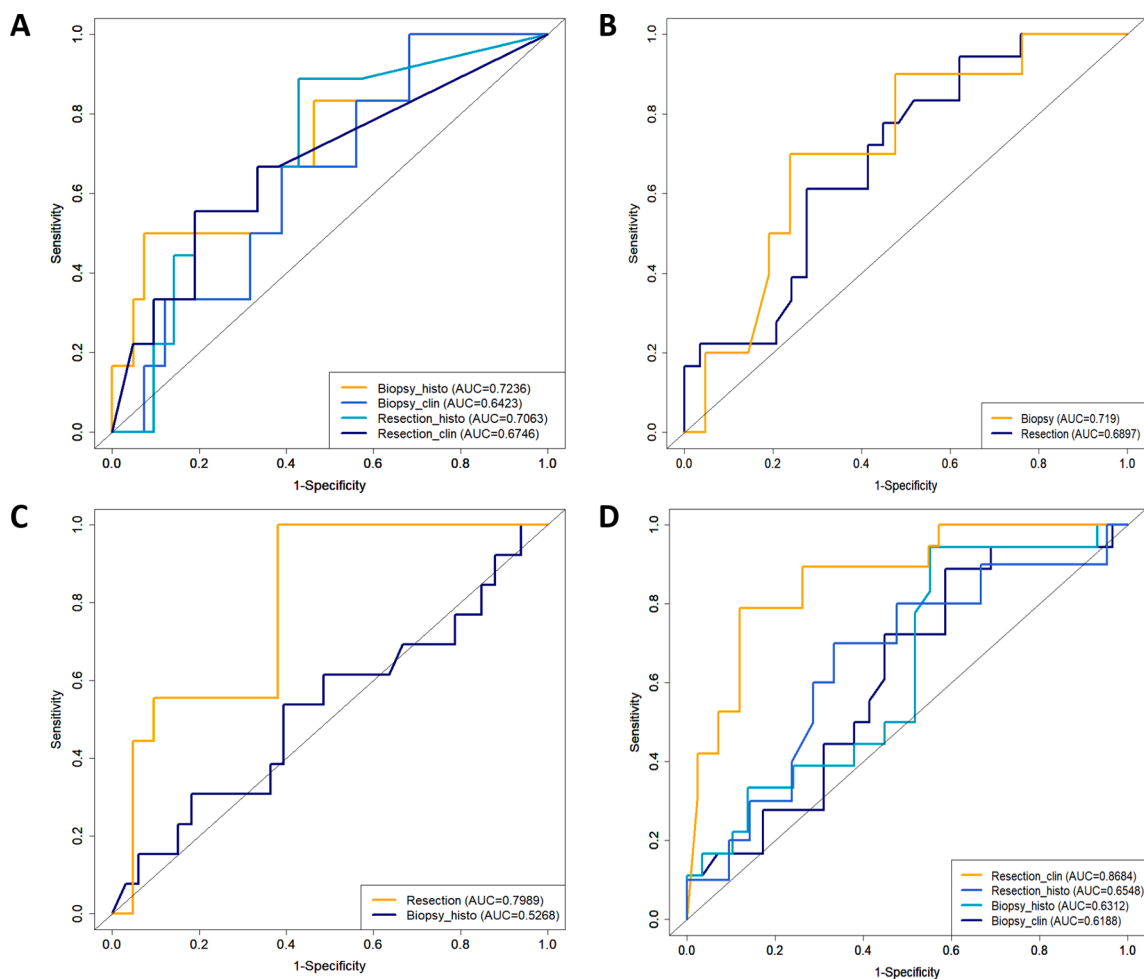 A
Sensitivity
1.0
0.8
0.6
0.4
0.2
0.0
Biopsy_histo (AUC=0.7236)
Biopsy_clin (AUC=0.6423)
Resection_histo (AUC=0.7063)
Resection_clin (AUC=0.6746)
0.0 0.2 0.4 0.6 0.8 1.0
1-Specificity
B
Sensitivity
1.0
0.8
0.6
0.4
0.2
0.0
Biopsy (AUC=0.719)
Resection (AUC=0.6897)
0.0 0.2 0.4 0.6 0.8 1.0
1-Specificity
C
Sensitivity
1.0
0.8
0.6
0.4
0.2
0.0
Resection (AUC=0.7989)
Biopsy_histo (AUC=0.5268)
0.0 0.2 0.4 0.6 0.8 1.0
1-Specificity
D
Sensitivity
1.0
0.8
0.6
0.4
0.2
0.0
Resection_clin (AUC=0.8684)
Resection_histo (AUC=0.6548)
Biopsy_histo (AUC=0.6312)
Biopsy_clin (AUC=0.6188)
0.0 0.2 0.4 0.6 0.8 1.0
1-Specificity